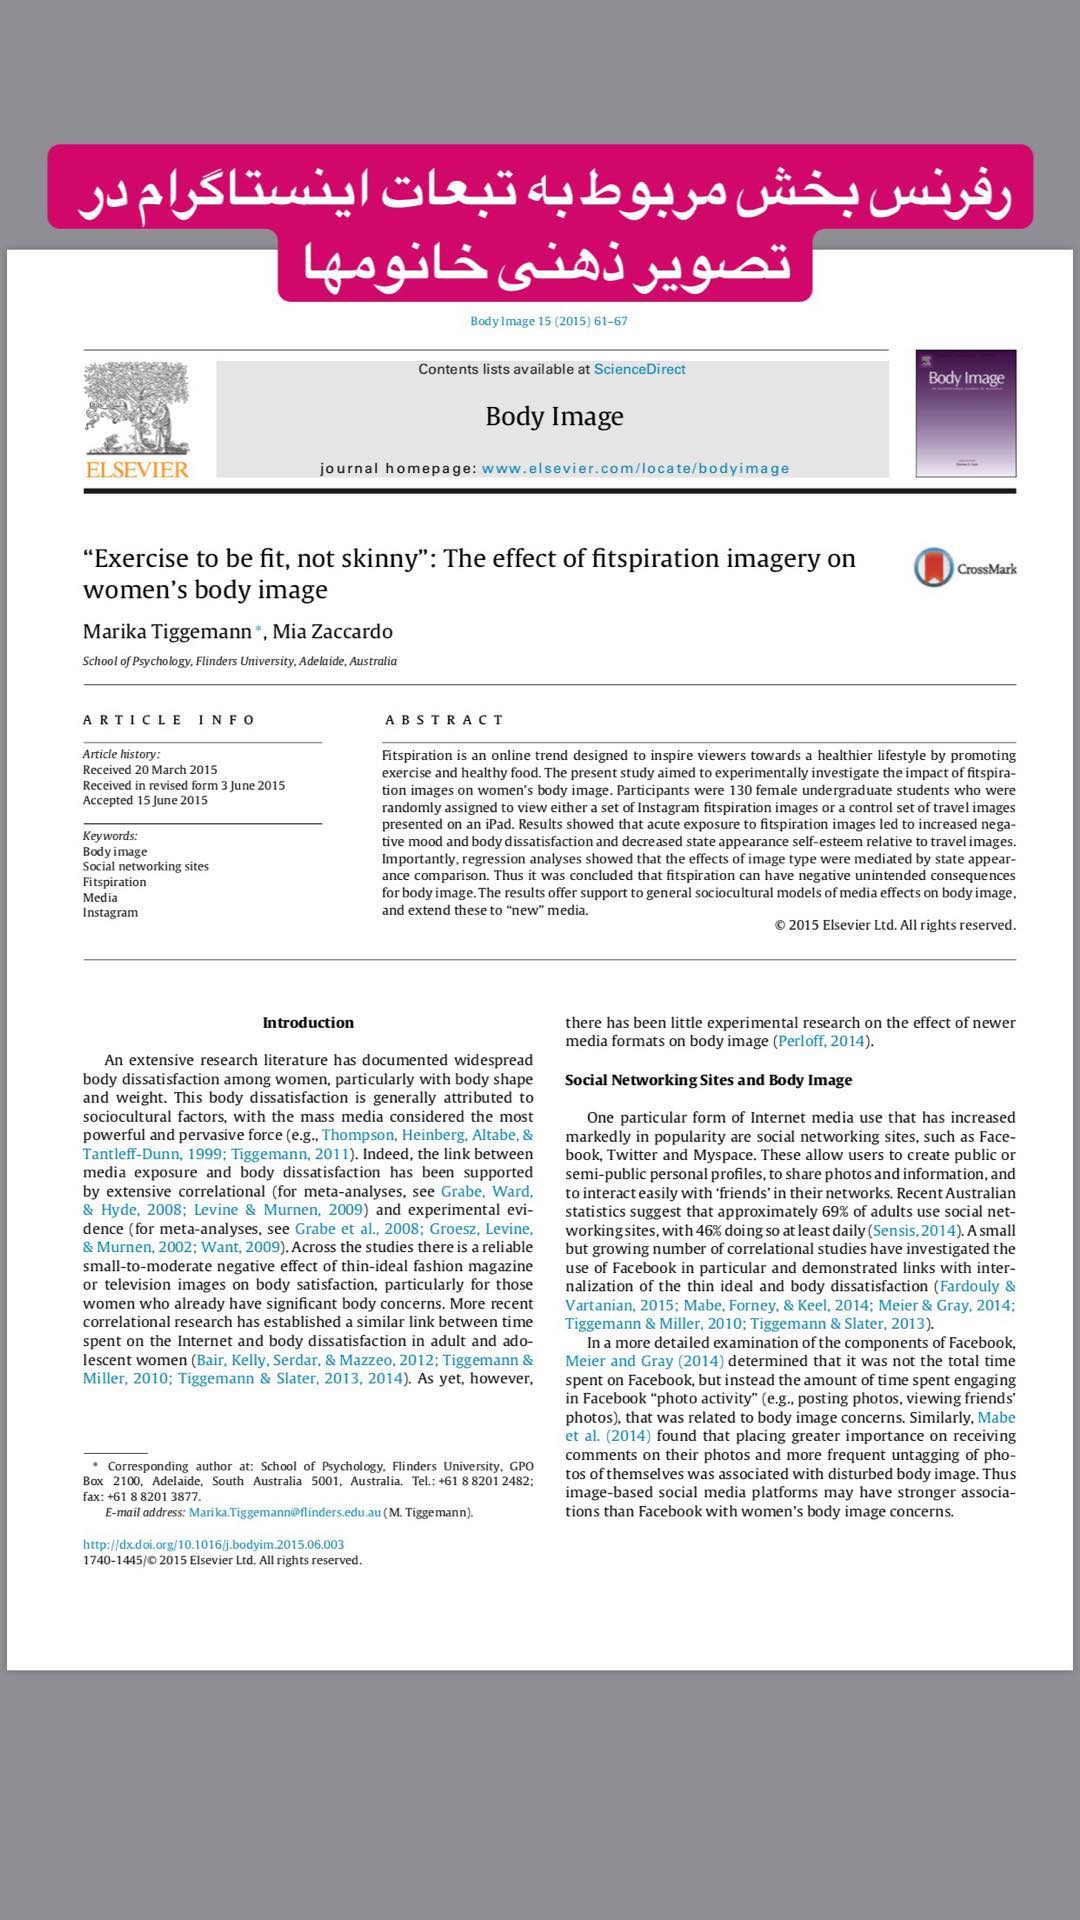 رفرنس بخش مربوط به تبعات اینستاگرام در
تصویر ذهنی خانومها
Body Image 15 (2015) 61–67
Contents lists available at ScienceDirect
Body Image
journal homepage: www.elsevier.com/locate/bodyimage
ELSEVIER
Body Image
“Exercise to be fit, not skinny”: The effect of fitspiration imagery on
women’s body image
CrossMark
Marika Tiggemann*, Mia Zaccardo
School of Psychology, Flinders University, Adelaide, Australia
ARTICLE INFO
Article history:
Received 20 March 2015
Received in revised form 3 June 2015
Accepted 15 June 2015
Keywords:
Body image
Social networking sites
Fitspiration
Media
Instagram
ABSTRACT
Fitspiration is an online trend designed to inspire viewers towards a healthier lifestyle by promoting
exercise and healthy food. The present study aimed to experimentally investigate the impact of fitspira-
tion images on women’s body image. Participants were 130 female undergraduate students who were
randomly assigned to view either a set of Instagram fitspiration images or a control set of travel images
presented on an iPad. Results showed that acute exposure to fitspiration images led to increased nega-
tive mood and body dissatisfaction and decreased state appearance self-esteem relative to travel images.
Importantly, regression analyses showed that the effects of image type were mediated by state appear-
ance comparison. Thus it was concluded that fitspiration can have negative unintended consequences
for body image. The results offer support to general sociocultural models of media effects on body image,
and extend these to “new” media.
© 2015 Elsevier Ltd. All rights reserved.
Introduction
An extensive research literature has documented widespread
body dissatisfaction among women, particularly with body shape
and weight. This body dissatisfaction is generally attributed to
sociocultural factors, with the mass media considered the most
powerful and pervasive force (e.g., Thompson, Heinberg, Altabe, &
Tantleff-Dunn, 1999; Tiggemann, 2011). Indeed, the link between
media exposure and body dissatisfaction has been supported
by extensive correlational (for meta-analyses, see Grabe, Ward,
& Hyde, 2008; Levine & Murnen, 2009) and experimental evi-
dence (for meta-analyses, see Grabe et al., 2008; Groesz, Levine,
& Murnen, 2002; Want, 2009). Across the studies there is a reliable
small-to-moderate negative effect of thin-ideal fashion magazine
or television images on body satisfaction, particularly for those
women who already have significant body concerns. More recent
correlational research has established a similar link between time
spent on the Internet and body dissatisfaction in adult and ado-
lescent women (Bair, Kelly, Serdar, & Mazzeo, 2012; Tiggemann &
Miller, 2010; Tiggemann & Slater, 2013, 2014). As yet, however,
* Corresponding author at: School of Psychology, Flinders University, GPO
Box 2100, Adelaide, South Australia 5001, Australia. Tel.: +61 8 8201 2482;
fax: +61 8 8201 3877.
E-mail address: Marika.Tiggemann@flinders.edu.au (M. Tiggemann).
http://dx.doi.org/10.1016/j.bodyim.2015.06.003
1740-1445/© 2015 Elsevier Ltd. All rights reserved.
there has been little experimental research on the effect of newer
media formats on body image (Perloff, 2014).
Social Networking Sites and Body Image
One particular form of Internet media use that has increased
markedly in popularity are social networking sites, such as Face-
book, Twitter and Myspace. These allow users to create public or
semi-public personal profiles, to share photos and information, and
to interact easily with ‘friends’ in their networks. Recent Australian
statistics suggest that approximately 69% of adults use social net-
working sites, with 46% doing so at least daily (Sensis, 2014). A small
but growing number of correlational studies have investigated the
use of Facebook in particular and demonstrated links with inter-
nalization of the thin ideal and body dissatisfaction (Fardouly &
Vartanian, 2015; Mabe, Forney, & Keel, 2014; Meier & Gray, 2014;
Tiggemann & Miller, 2010; Tiggemann & Slater, 2013).
In a more detailed examination of the components of Facebook,
Meier and Gray (2014) determined that it was not the total time
spent on Facebook, but instead the amount of time spent engaging
in Facebook “photo activity” (e.g., posting photos, viewing friends’
photos), that was related to body image concerns. Similarly, Mabe
et al. (2014) found that placing greater importance on receiving
comments on their photos and more frequent untagging of pho-
tos of themselves was associated with disturbed body image. Thus
image-based social media platforms may have stronger associa-
tions than Facebook with women’s body image concerns.